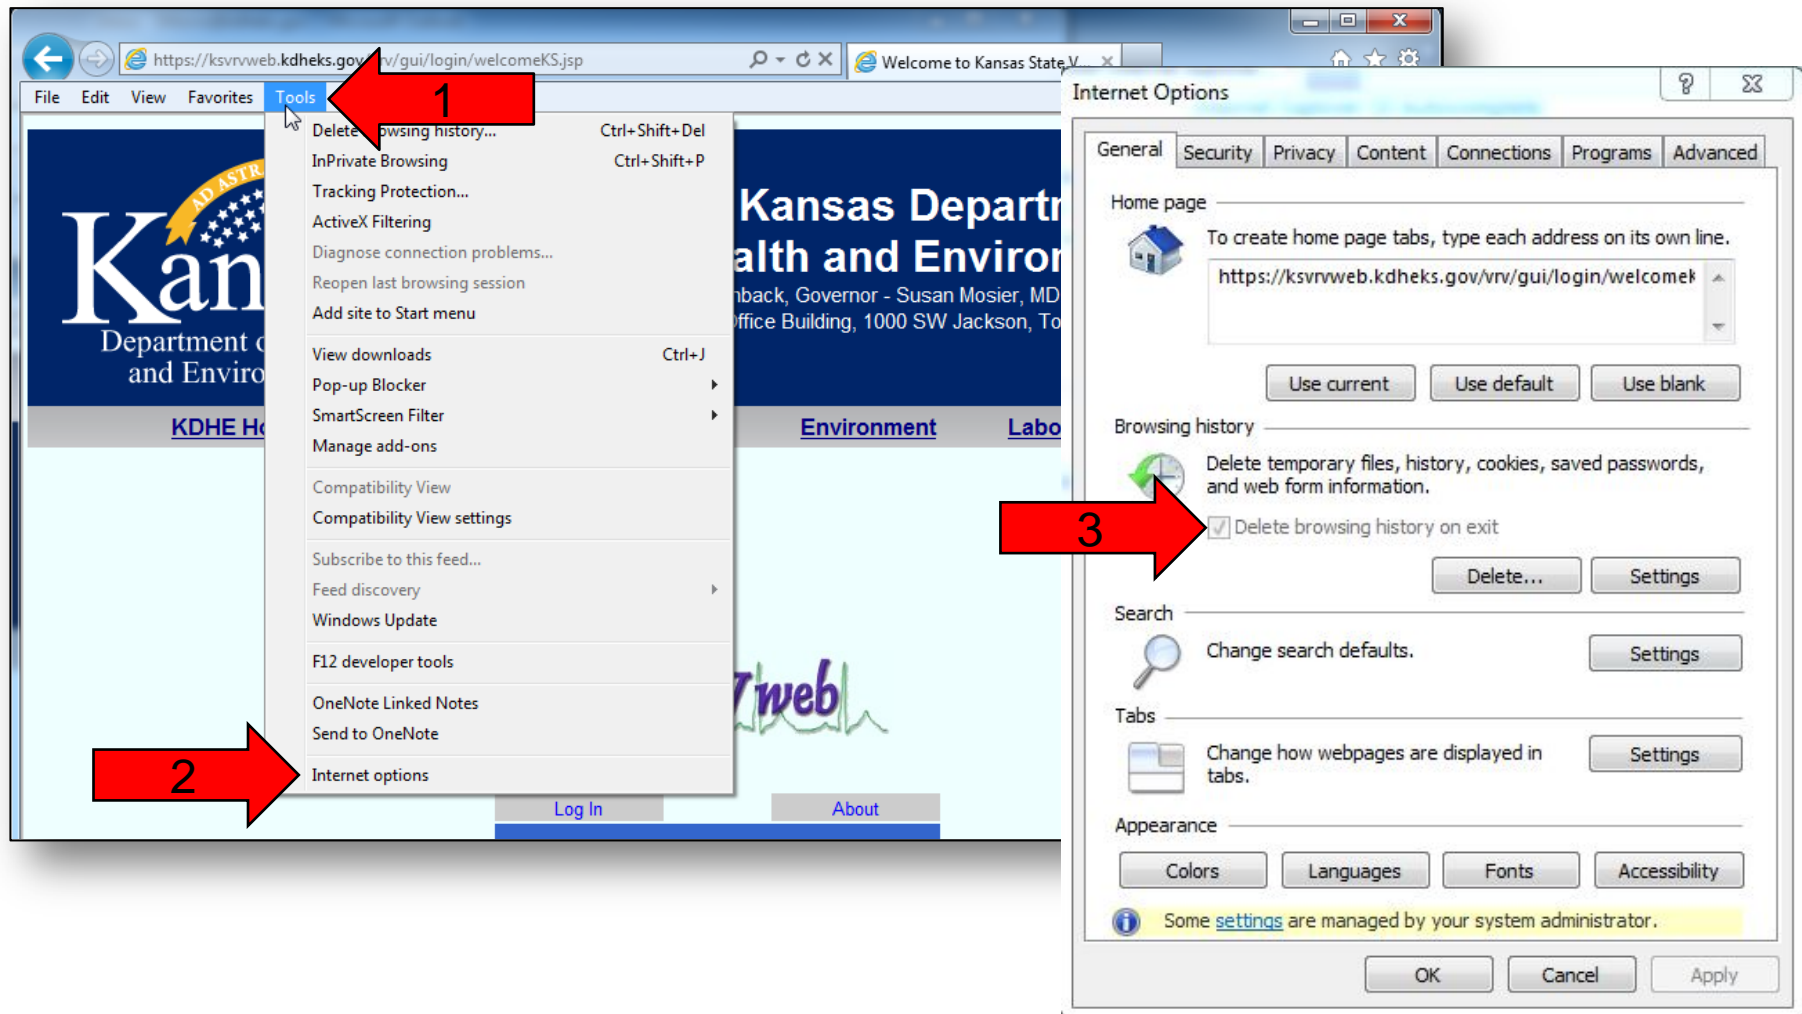 https://ksvrvweb.kdheks.gov/vrv/gui/login/welcomeKS.jsp
Welcome to Kansas State V...
File Edit View Favorites Tools
1
Delete browsing history... Ctrl+Shift+Del
InPrivate Browsing Ctrl+Shift+P
Tracking Protection...
ActiveX Filtering
Diagnose connection problems...
Reopen last browsing session
Add site to Start menu
View downloads Ctrl+J
Pop-up Blocker
SmartScreen Filter
Manage add-ons
Compatibility View
Compatibility View settings
Subscribe to this feed...
Feed discovery
Windows Update
F12 developer tools
OneNote Linked Notes
Send to OneNote
2
Internet options
AD ASTR
Kan
Department
and Enviro
Kansas Depart
alth and Enviro
nback, Governor - Susan Mosier, MD
Office Building, 1000 SW Jackson, To
KDHE Environment Labo
web
Log In About
Internet Options
General Security Privacy Content Connections Programs Advanced
Home page
To create home page tabs, type each address on its own line.
https://ksvrvweb.kdheks.gov/vrv/gui/login/welcomek
Use current Use default Use blank
Browsing history
Delete temporary files, history, cookies, saved passwords,
and web form information.
3
Delete browsing history on exit
Delete... Settings
Search
Change search defaults. Settings
Tabs
Change how webpages are displayed in
tabs.
Settings
Appearance
Colors Languages Fonts Accessibility
Some settings are managed by your system administrator.
OK Cancel Apply